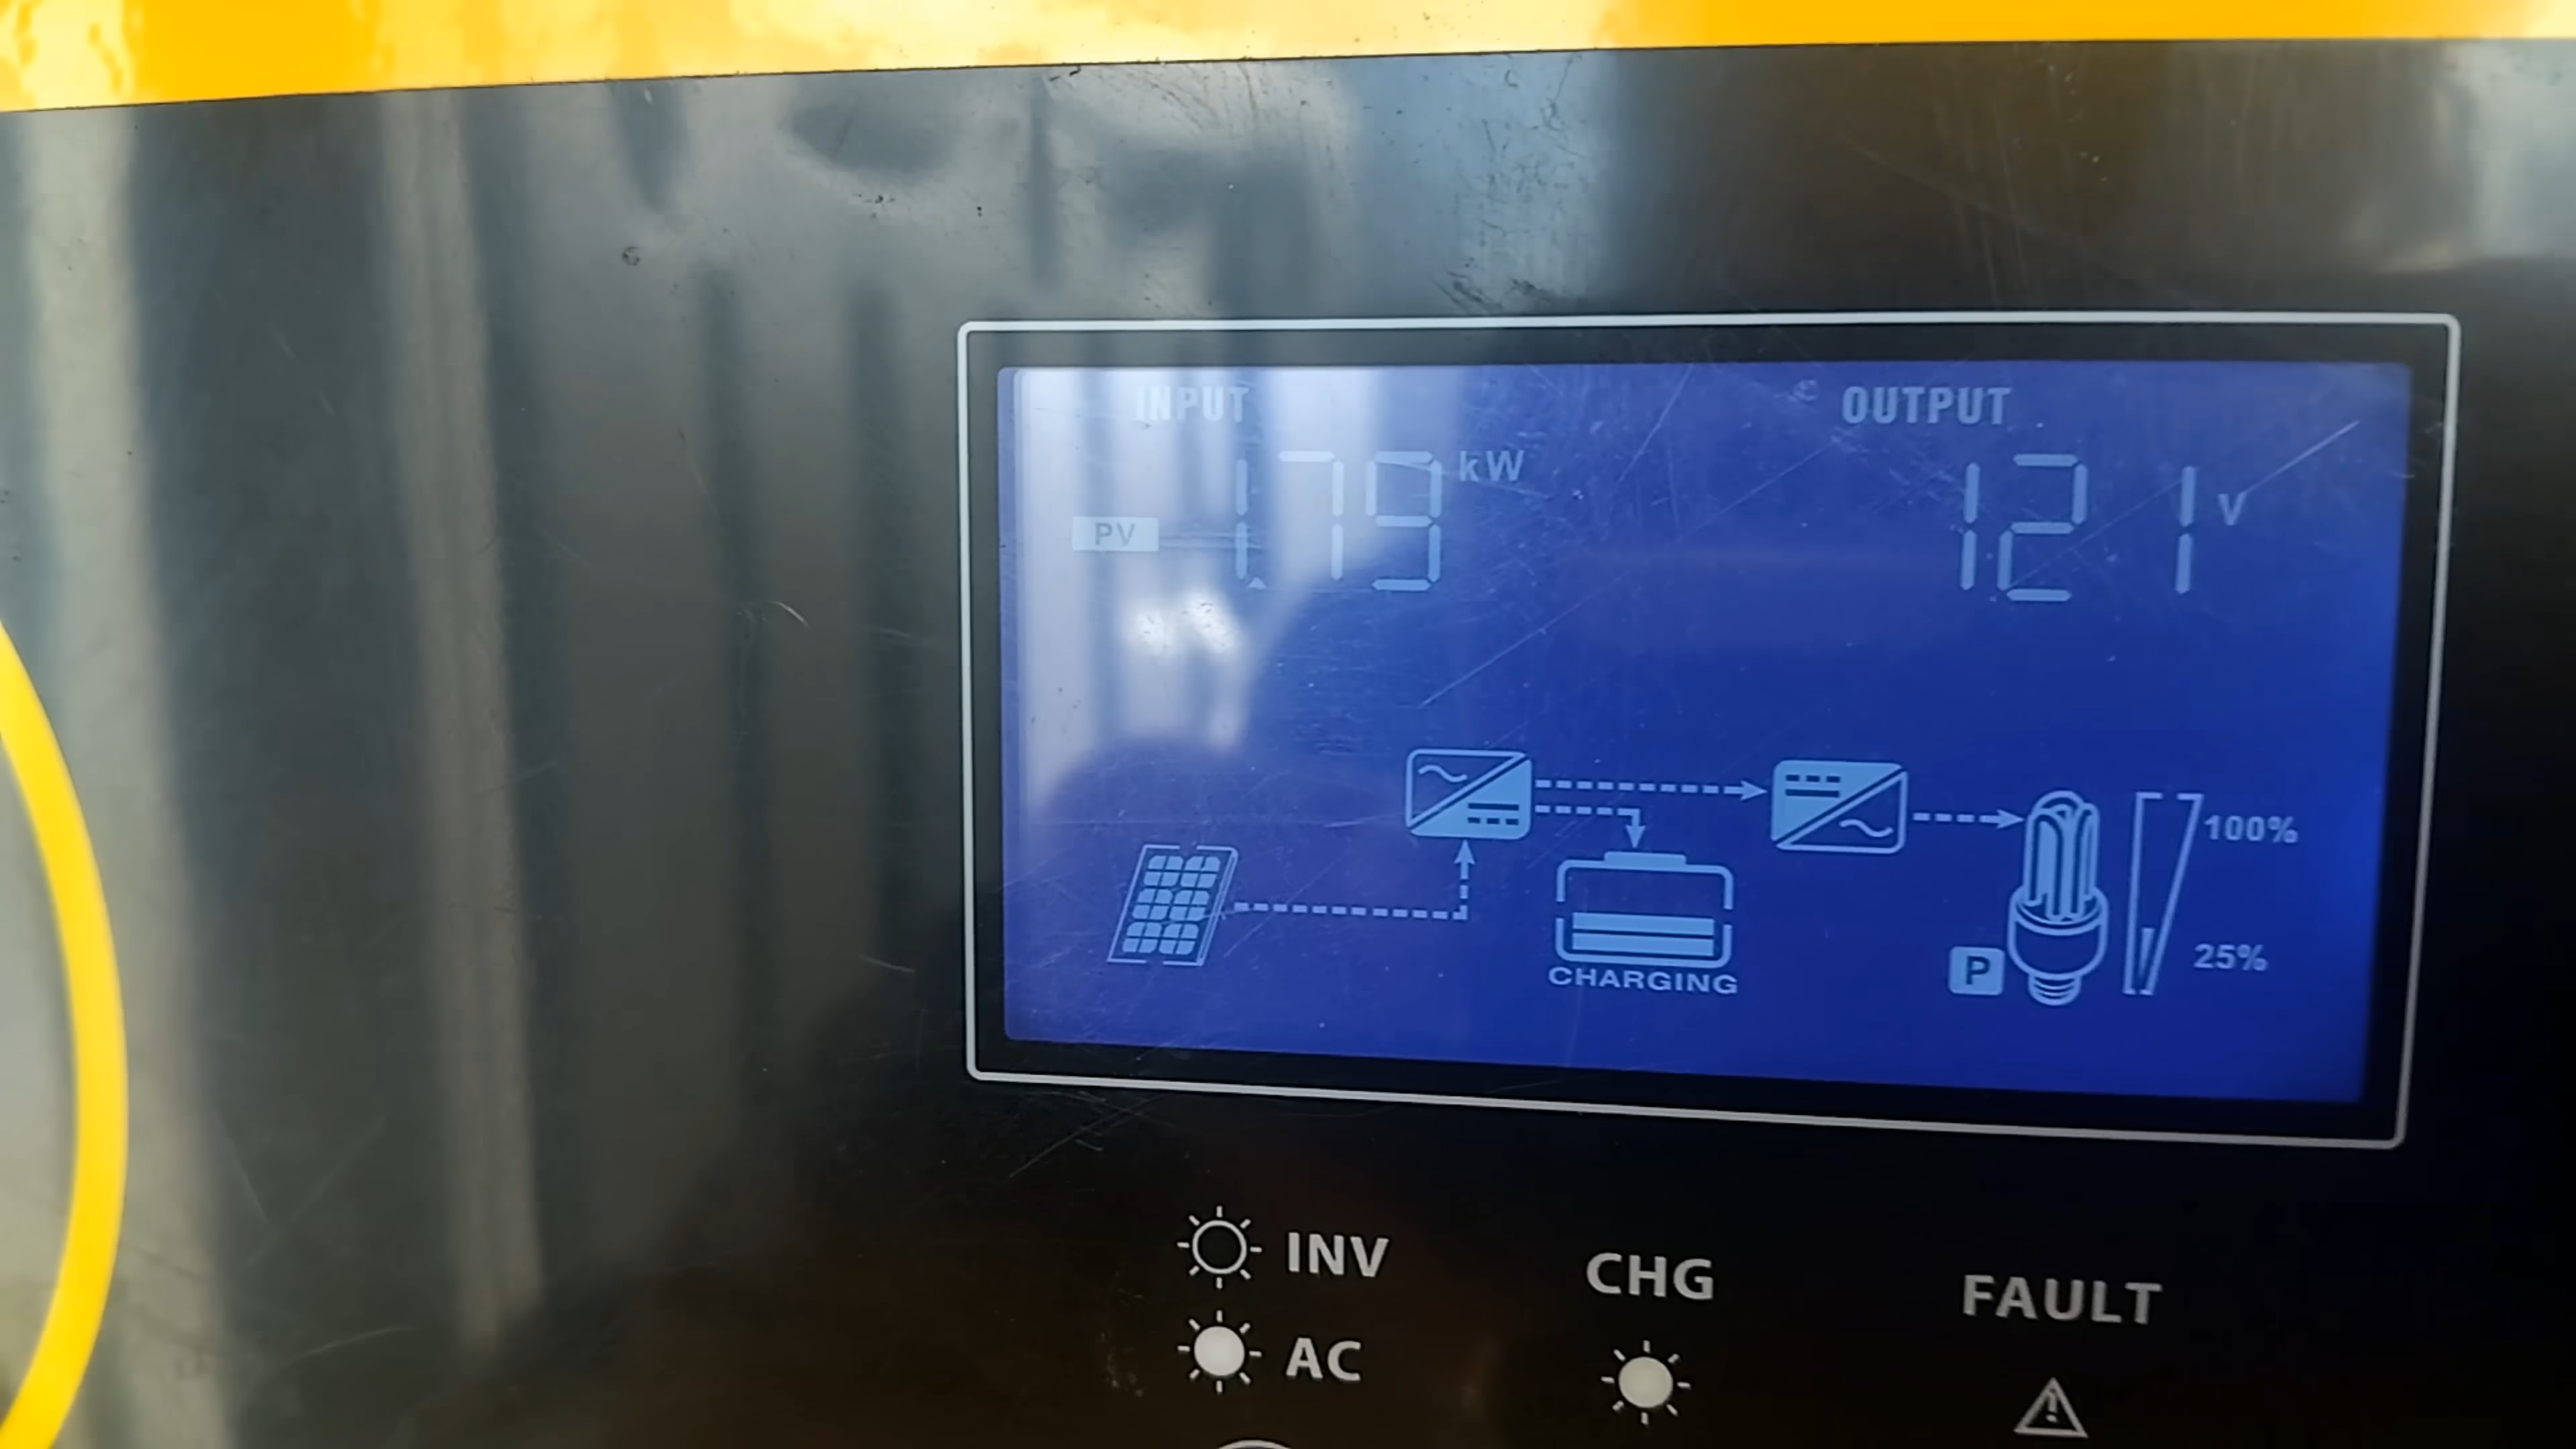 INPUT OUTPUT
PV 1.79 kW 121 V
100%
25%
P
CHARGING
INV CHG FAULT
AC